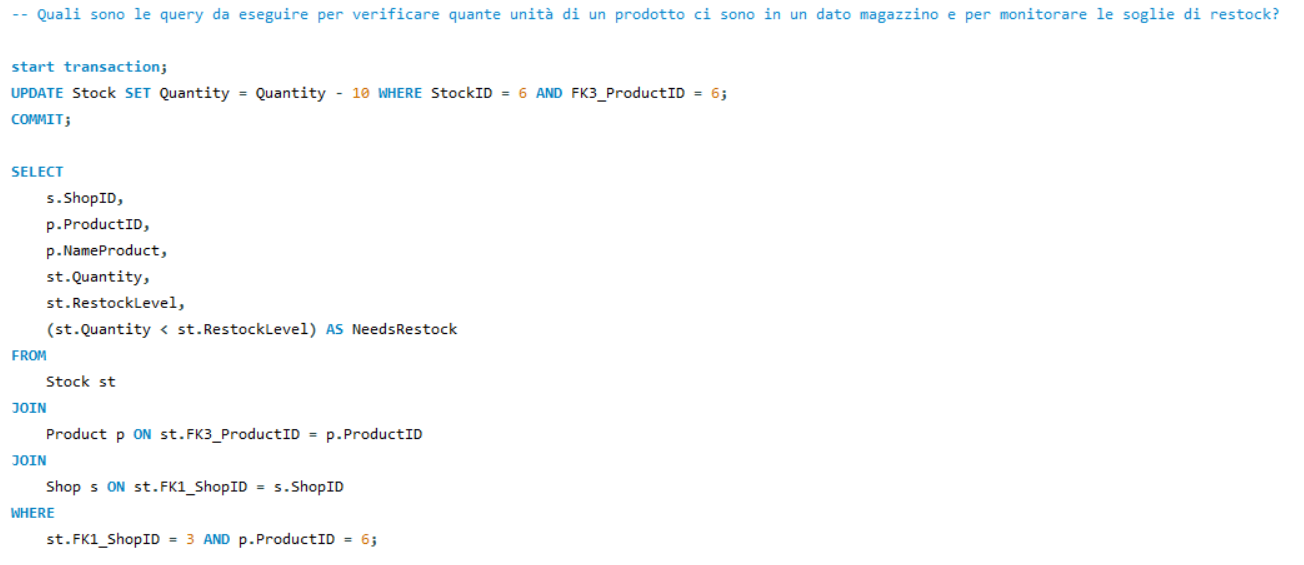 -- Quali sono le query da eseguire per verificare quante unità di un prodotto ci sono in un dato magazzino e per monitorare le soglie di restock?
start transaction;
UPDATE Stock SET Quantity = Quantity - 10 WHERE StockID = 6 AND FK3_ProductID = 6;
COMMIT;
SELECT
    s.ShopID,
    p.ProductID,
    p.NameProduct,
    st.Quantity,
    st.RestockLevel,
    (st.Quantity < st.RestockLevel) AS NeedsRestock
FROM
    Stock st
JOIN
    Product p ON st.FK3_ProductID = p.ProductID
JOIN
    Shop s ON st.FK1_ShopID = s.ShopID
WHERE
    st.FK1_ShopID = 3 AND p.ProductID = 6;